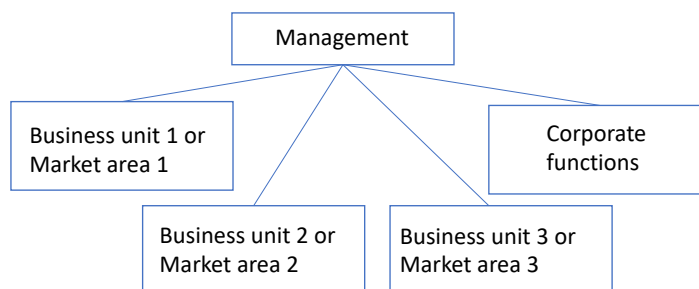 Management
Business unit 1 or
Market area 1
Corporate
functions
Business unit 2 or
Market area 2
Business unit 3 or
Market area 3